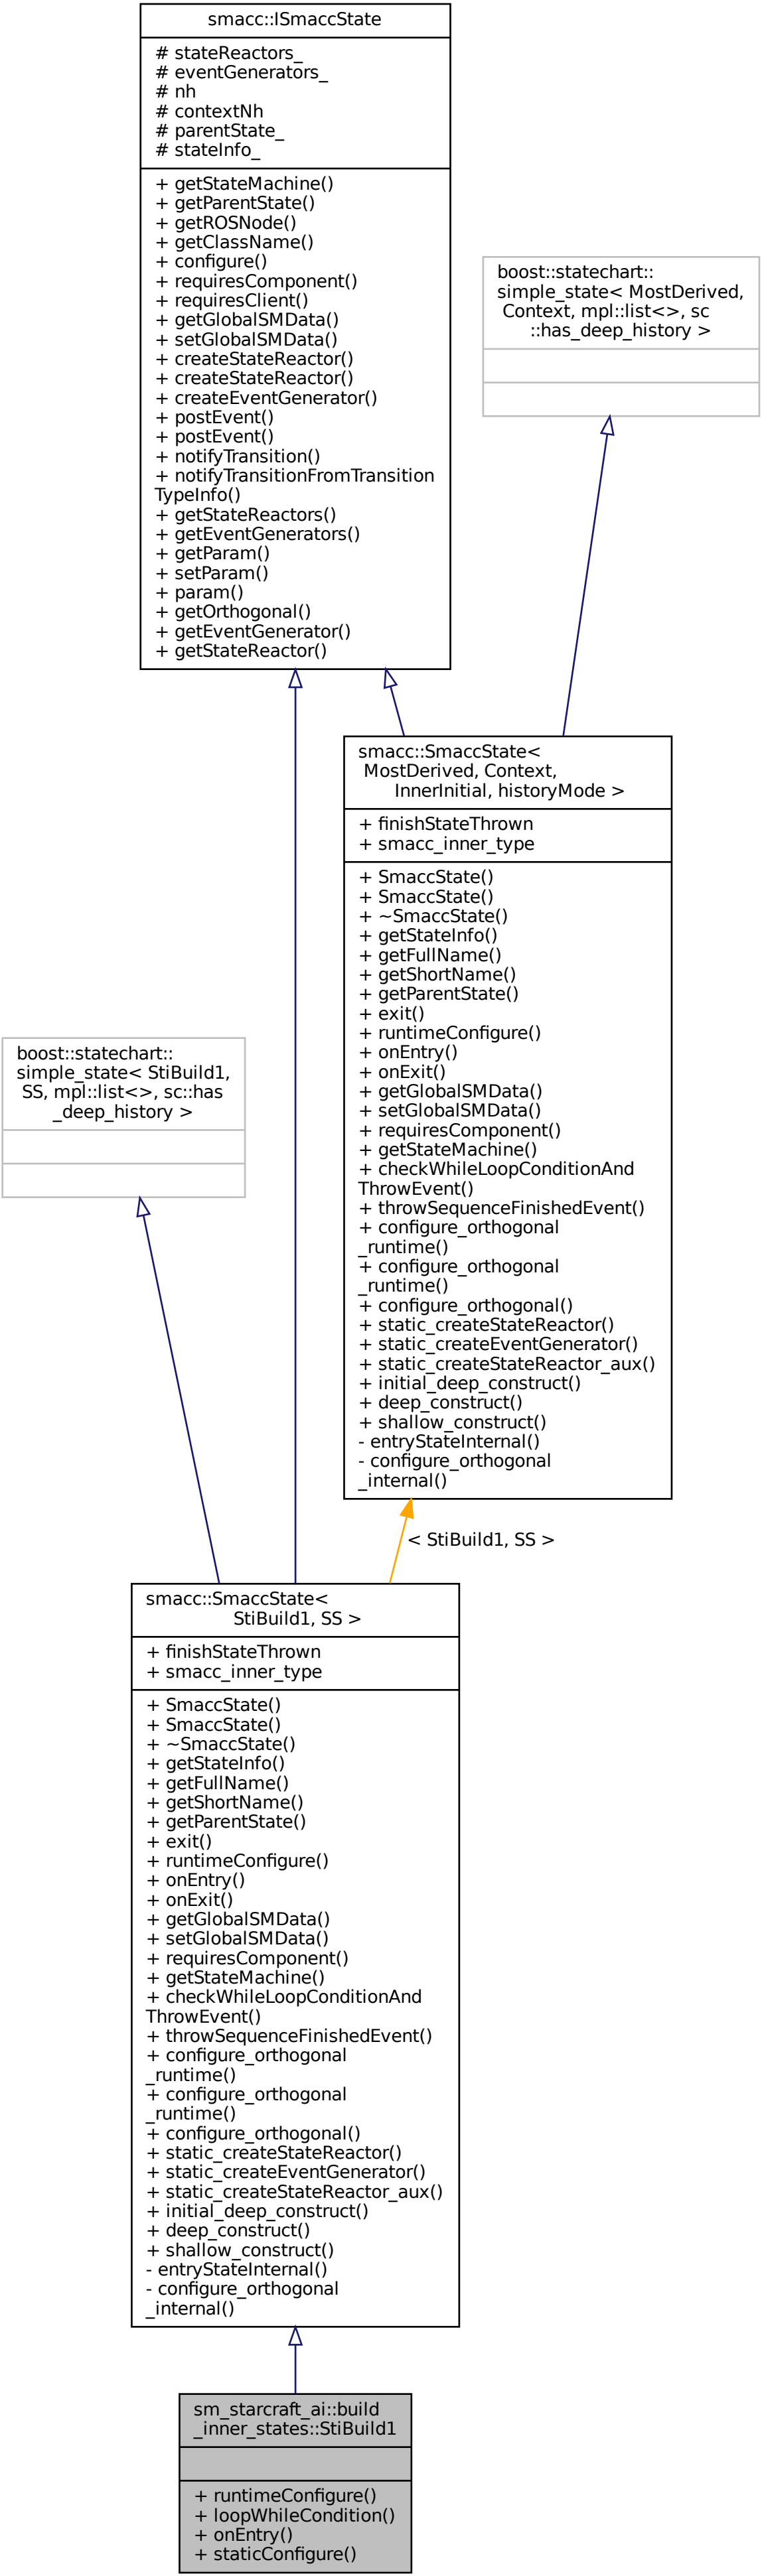 smacc::ISmaccState
# stateReactors_
# eventGenerators_
# nh
# contextNh
# parentState_
# stateInfo_
+ getStateMachine()
+ getParentState()
+ getROSNode()
+ getClassName()
+ configure()
+ requiresComponent()
+ requiresClient()
+ getGlobalSMData()
+ setGlobalSMData()
+ createStateReactor()
+ createStateReactor()
+ createEventGenerator()
+ postEvent()
+ postEvent()
+ notifyTransition()
+ notifyTransitionFromTransition
TypeInfo()
+ getStateReactors()
+ getEventGenerators()
+ getParam()
+ setParam()
+ param()
+ getOrthogonal()
+ getEventGenerator()
+ getStateReactor()
boost::statechart::
simple_state< MostDerived,
Context, mpl::list<>, sc
::has_deep_history >
smacc::SmaccState<
MostDerived, Context,
InnerInitial, historyMode >
+ finishStateThrown
+ smacc_inner_type
+ SmaccState()
+ SmaccState()
+ ~SmaccState()
+ getStateInfo()
+ getFullName()
+ getShortName()
+ getParentState()
+ exit()
+ runtimeConfigure()
+ onEntry()
+ onExit()
+ getGlobalSMData()
+ setGlobalSMData()
+ requiresComponent()
+ getStateMachine()
+ checkWhileLoopConditionAnd
ThrowEvent()
+ throwSequenceFinishedEvent()
+ configure_orthogonal
_runtime()
+ configure_orthogonal
_runtime()
+ configure_orthogonal()
+ static_createStateReactor()
+ static_createEventGenerator()
+ static_createStateReactor_aux()
+ initial_deep_construct()
+ deep_construct()
+ shallow_construct()
- entryStateInternal()
- configure_orthogonal
_internal()
boost::statechart::
simple_state< StiBuild1,
SS, mpl::list<>, sc::has
_deep_history >
< StiBuild1, SS >
smacc::SmaccState<
StiBuild1, SS >
+ finishStateThrown
+ smacc_inner_type
+ SmaccState()
+ SmaccState()
+ ~SmaccState()
+ getStateInfo()
+ getFullName()
+ getShortName()
+ getParentState()
+ exit()
+ runtimeConfigure()
+ onEntry()
+ onExit()
+ getGlobalSMData()
+ setGlobalSMData()
+ requiresComponent()
+ getStateMachine()
+ checkWhileLoopConditionAnd
ThrowEvent()
+ throwSequenceFinishedEvent()
+ configure_orthogonal
_runtime()
+ configure_orthogonal
_runtime()
+ configure_orthogonal()
+ static_createStateReactor()
+ static_createEventGenerator()
+ static_createStateReactor_aux()
+ initial_deep_construct()
+ deep_construct()
+ shallow_construct()
- entryStateInternal()
- configure_orthogonal
_internal()
sm_starcraft_ai::build
_inner_states::StiBuild1
+ runtimeConfigure()
+ loopWhileCondition()
+ onEntry()
+ staticConfigure()